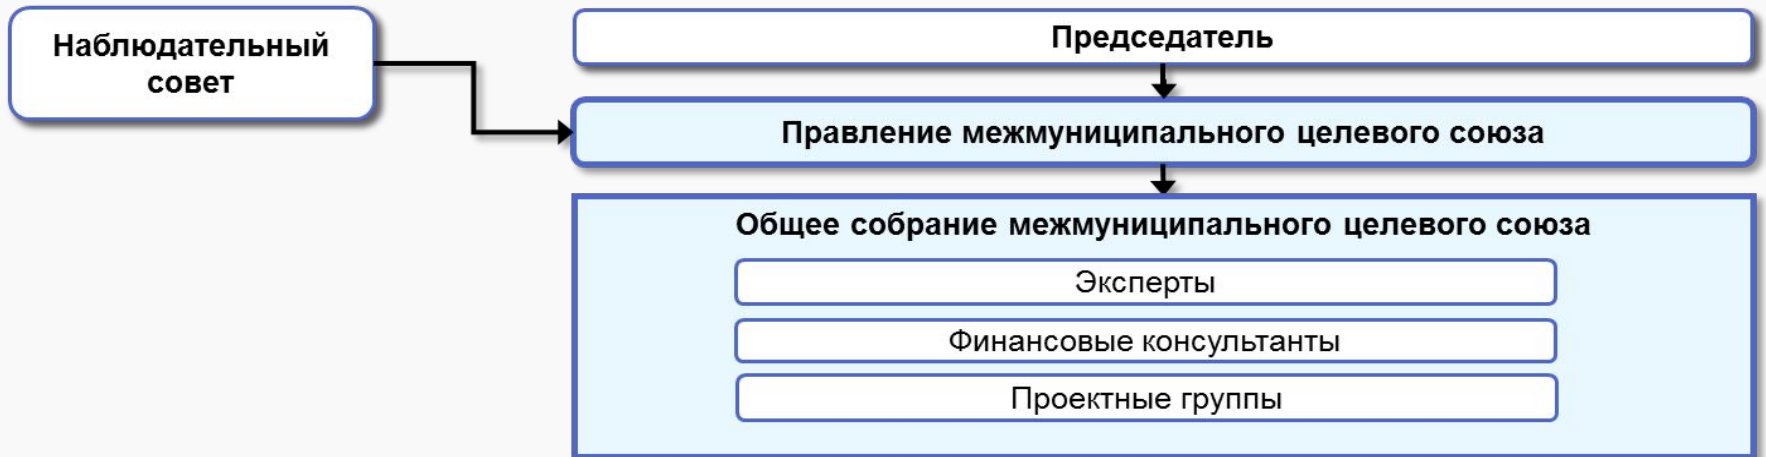 Наблюдательный
совет
Председатель
Правление межмуниципального целевого союза
Общее собрание межмуниципального целевого союза
Эксперты
Финансовые консультанты
Проектные группы